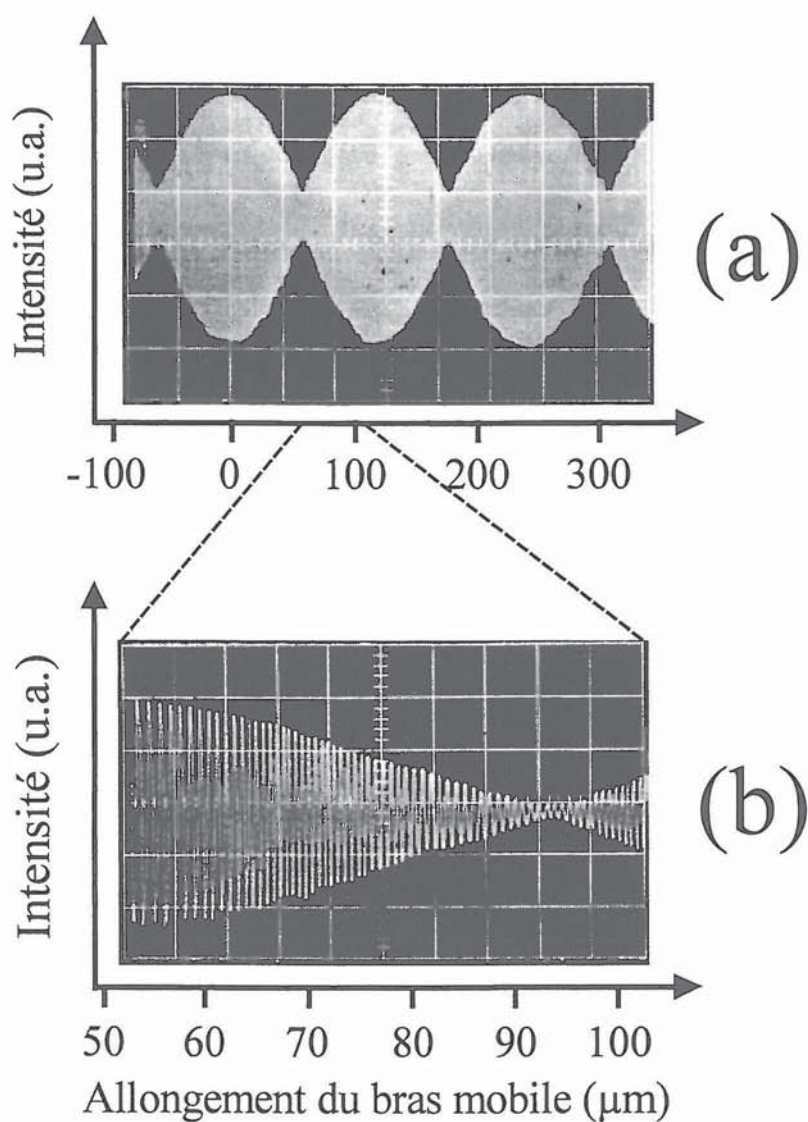 Intensité (u.a.)
(a)
-100 0 100 200 300
Intensité (u.a.)
(b)
50 60 70 80 90 100
Allongement du bras mobile (µm)